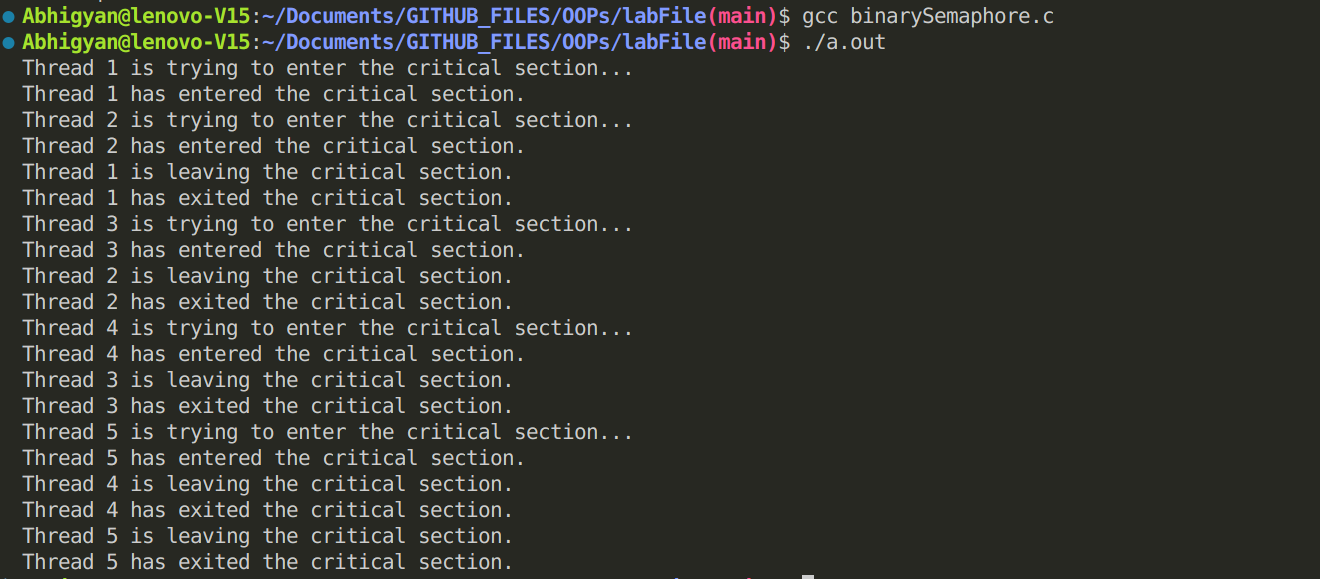 Abhigyan@lenovo-V15:~/Documents/GITHUB_FILES/OOPs/labFile(main)$ gcc binarySemaphore.c
Abhigyan@lenovo-V15:~/Documents/GITHUB_FILES/OOPs/labFile(main)$ ./a.out
Thread 1 is trying to enter the critical section...
Thread 1 has entered the critical section.
Thread 2 is trying to enter the critical section...
Thread 2 has entered the critical section.
Thread 1 is leaving the critical section.
Thread 1 has exited the critical section.
Thread 3 is trying to enter the critical section...
Thread 3 has entered the critical section.
Thread 2 is leaving the critical section.
Thread 2 has exited the critical section.
Thread 4 is trying to enter the critical section...
Thread 4 has entered the critical section.
Thread 3 is leaving the critical section.
Thread 3 has exited the critical section.
Thread 5 is trying to enter the critical section...
Thread 5 has entered the critical section.
Thread 4 is leaving the critical section.
Thread 4 has exited the critical section.
Thread 5 is leaving the critical section.
Thread 5 has exited the critical section.